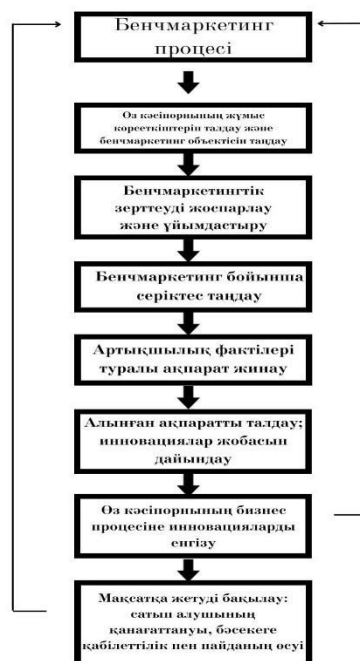 Бенчмаркетинг
процесі
Өз кәсіпорнының жұмыс
көрсеткіштерін талдау және
бенчмаркетинг объектісін таңдау
Бенчмаркетингтік
зерттеуді жоспарлау
және ұйымдастыру
Бенчмаркетинг бойынша
серіктес таңдау
Артықшылық фактілері
туралы ақпарат жинау
Алынған ақпаратты талдау;
инновациялар жобасын
дайындау
Өз кәсіпорнының бизнес
процесіне инновацияларды
енгізу
Мақсатқа жетуді бақылау:
сатып алушының
қанағаттануы, бәсекеге
қабілеттілік пен пайданың өсуі